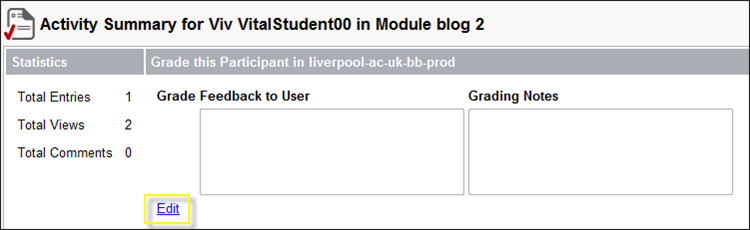 Activity Summary for Viv VitalStudent00 in Module blog 2
Statistics
Total Entries 1
Total Views 2
Total Comments 0
Grade this Participant in liverpool-ac-uk-bb-prod
Grade Feedback to User
Grading Notes
Edit